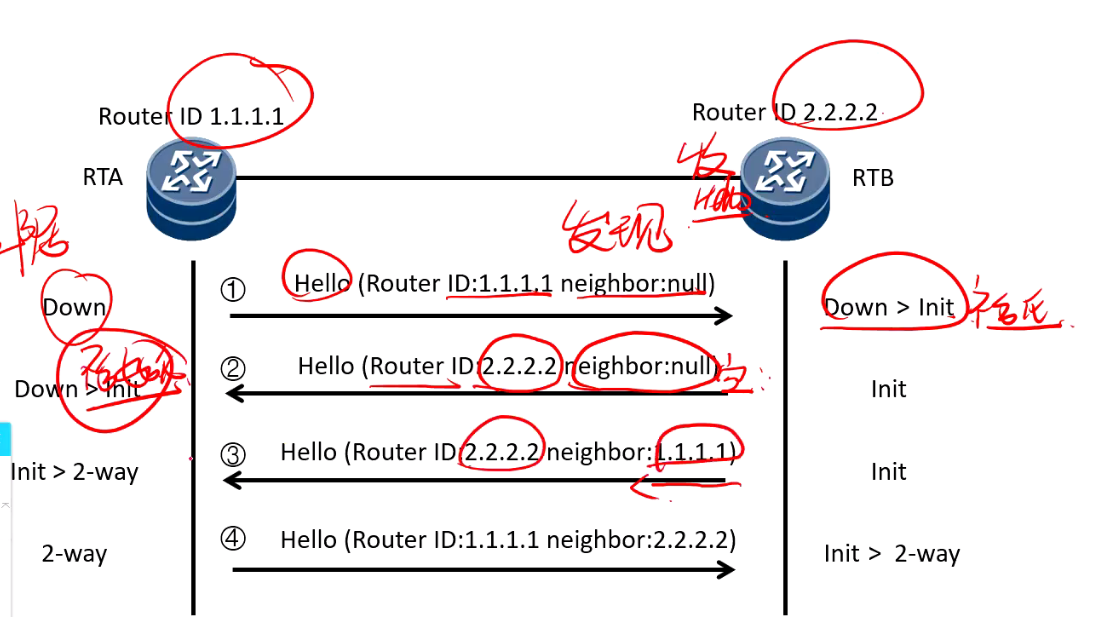 Router ID 1.1.1.1
Router ID 2.2.2.2
RTA
RTB
发
Hello
发现
① Hello (Router ID:1.1.1.1 neighbor:null)
Down
Down > Init
② Hello (Router ID:2.2.2.2 neighbor:null)
空
Down > Init
Init
③ Hello (Router ID:2.2.2.2 neighbor:1.1.1.1)
Init > 2-way
Init
④ Hello (Router ID:1.1.1.1 neighbor:2.2.2.2)
2-way
Init > 2-way